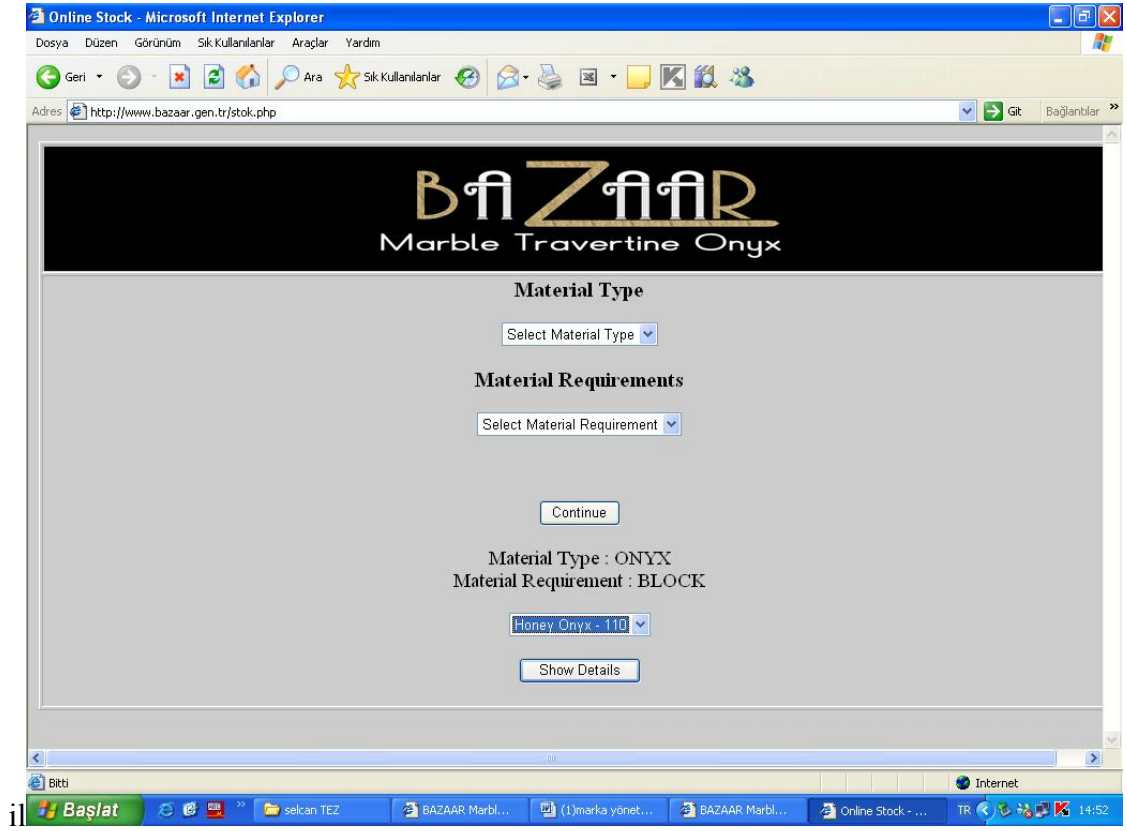 Online Stock - Microsoft Internet Explorer
Dosya Düzen Görünüm Sık Kullanılanlar Araçlar Yardım
Geri Ara Sık Kullanılanlar
Adres http://www.bazaar.gen.tr/stok.php Git Bağlantılar »
BAZAAR
Marble Travertine Onyx
Material Type
Select Material Type
Material Requirements
Select Material Requirement
Continue
Material Type : ONYX
Material Requirement : BLOCK
Honey Onyx - 110
Show Details
Bitti Internet
il Başlat » selcan TEZ BAZAAR Marbl... (1)marka yönet... BAZAAR Marbl... Online Stock - ... TR 14:52